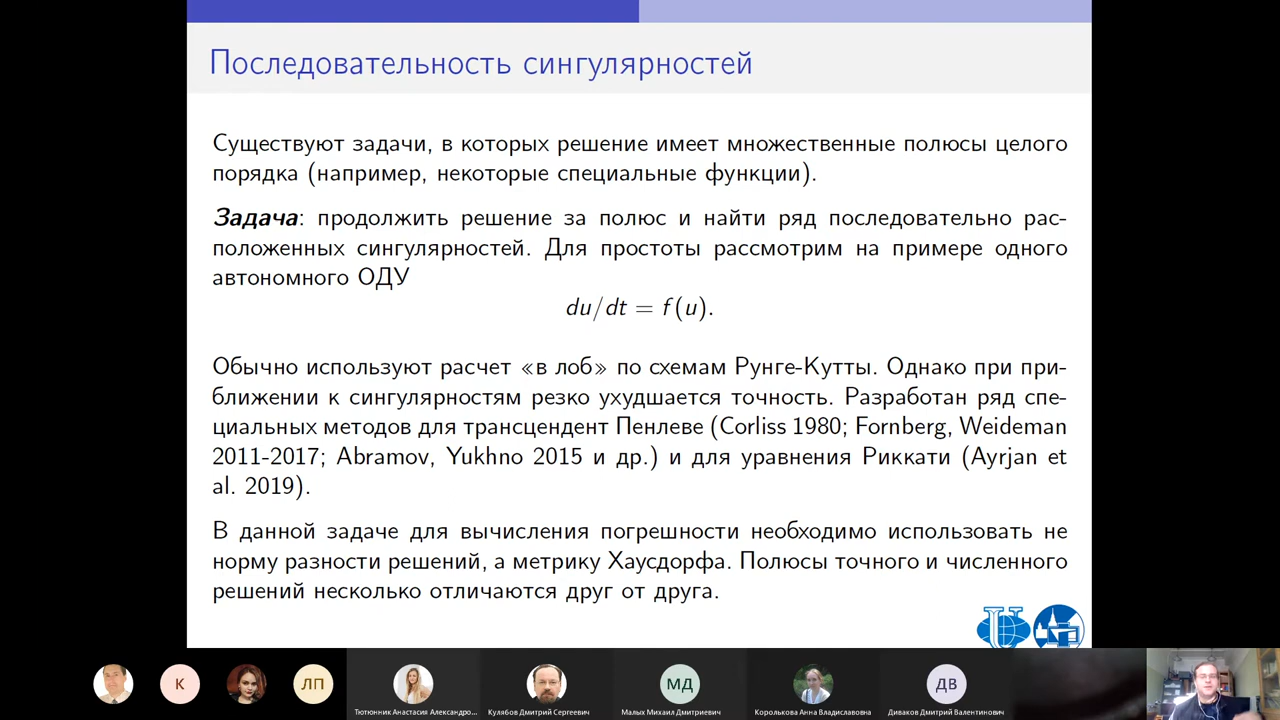 Последовательность сингулярностей
Существуют задачи, в которых решение имеет множественные полюсы целого
порядка (например, некоторые специальные функции).
Задача: продолжить решение за полюс и найти ряд последовательно рас-
положенных сингулярностей. Для простоты рассмотрим на примере одного
автономного ОДУ
du/dt = f(u).
Обычно используют расчет «в лоб» по схемам Рунге-Кутты. Однако при при-
ближении к сингулярностям резко ухудшается точность. Разработан ряд спе-
циальных методов для трансцендент Пенлеве (Corliss 1980; Fornberg, Weideman
2011-2017; Abramov, Yukhno 2015 и др.) и для уравнения Риккати (Ayrjan et
al. 2019).
В данной задаче для вычисления погрешности необходимо использовать не
норму разности решений, а метрику Хаусдорфа. Полюсы точного и численного
решений несколько отличаются друг от друга.
К ЛП МД ДВ
Тютюнник Анастасия Александро... Кулябов Дмитрий Сергеевич Малых Михаил Дмитриевич Королькова Анна Владиславовна Диваков Дмитрий Валентинович